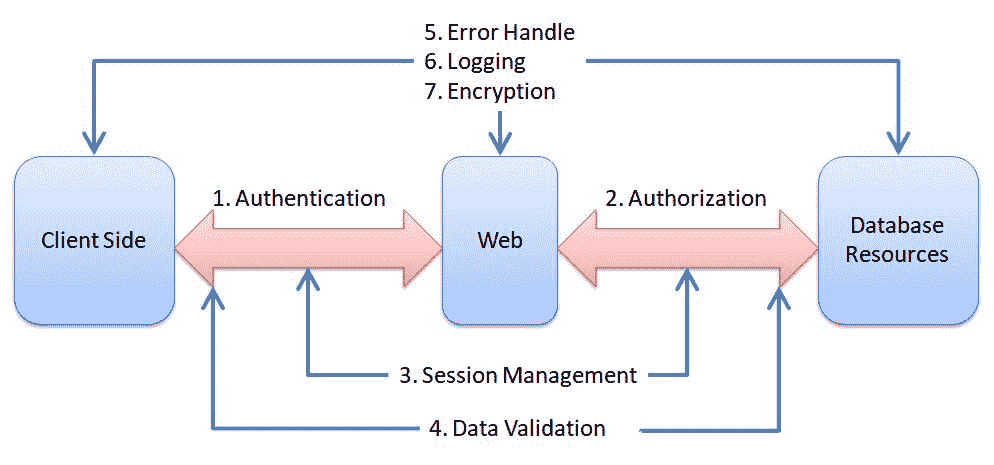 5. Error Handle
6. Logging
7. Encryption
1. Authentication
2. Authorization
Client Side
Web
Database
Resources
3. Session Management
4. Data Validation